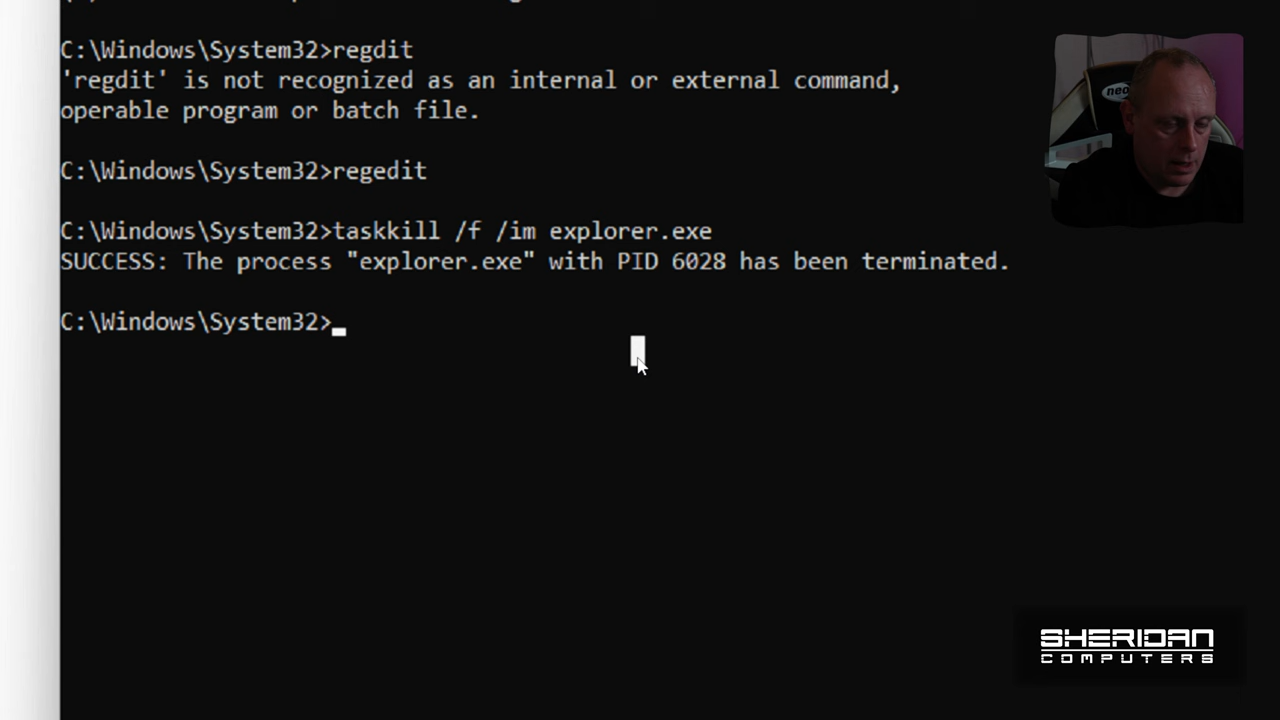 C:\Windows\System32>regdit
'regdit' is not recognized as an internal or external command,
operable program or batch file.
C:\Windows\System32>regedit
C:\Windows\System32>taskkill /f /im explorer.exe
SUCCESS: The process "explorer.exe" with PID 6028 has been terminated.
C:\Windows\System32>
neo
SHERIDAN
COMPUTERS